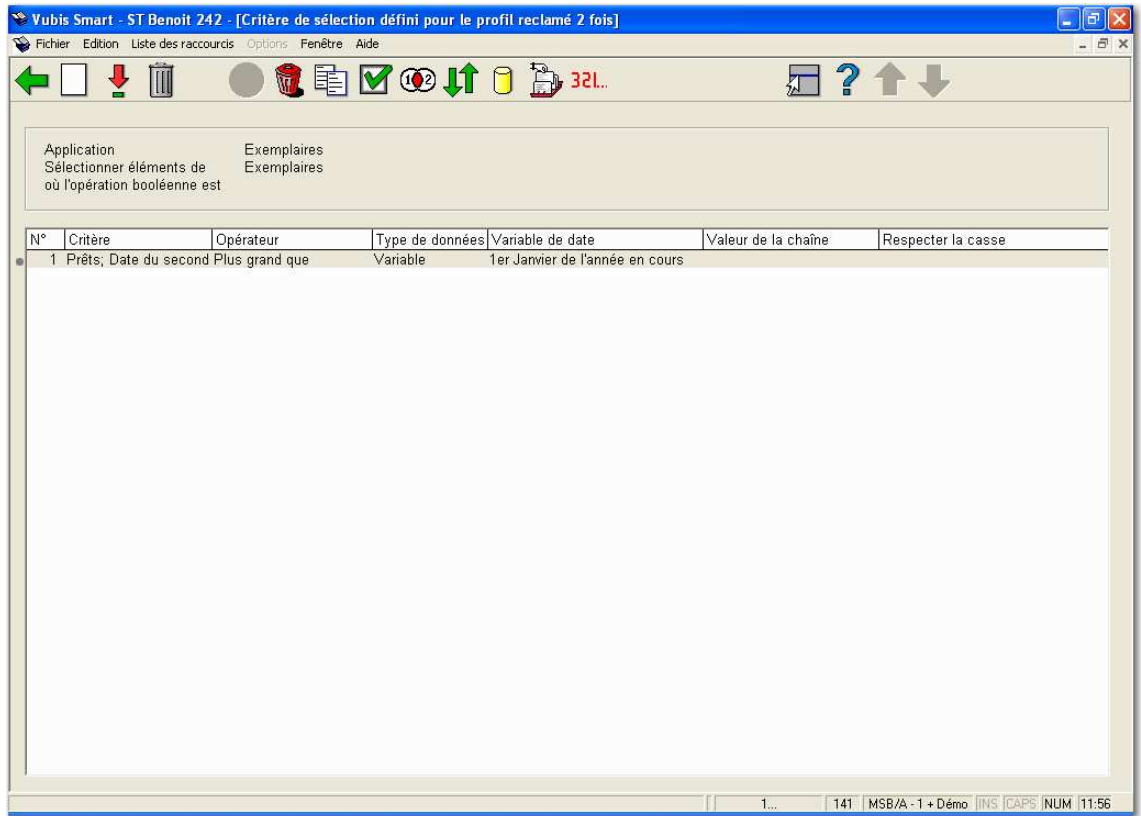 Vubis Smart - ST Benoit 242 - [Critère de sélection défini pour le profil reclamé 2 fois]
Fichier Edition Liste des raccourcis Options Fenêtre Aide
1 2 321...
Application Exemplaires
Sélectionner éléments de Exemplaires
où l'opération booléenne est
N° Critère Opérateur Type de données Variable de date Valeur de la chaîne Respecter la casse
1 Prêts; Date du second Plus grand que Variable 1er Janvier de l'année en cours
1... 141 MSB/A - 1 + Démo INS CAPS NUM 11:56